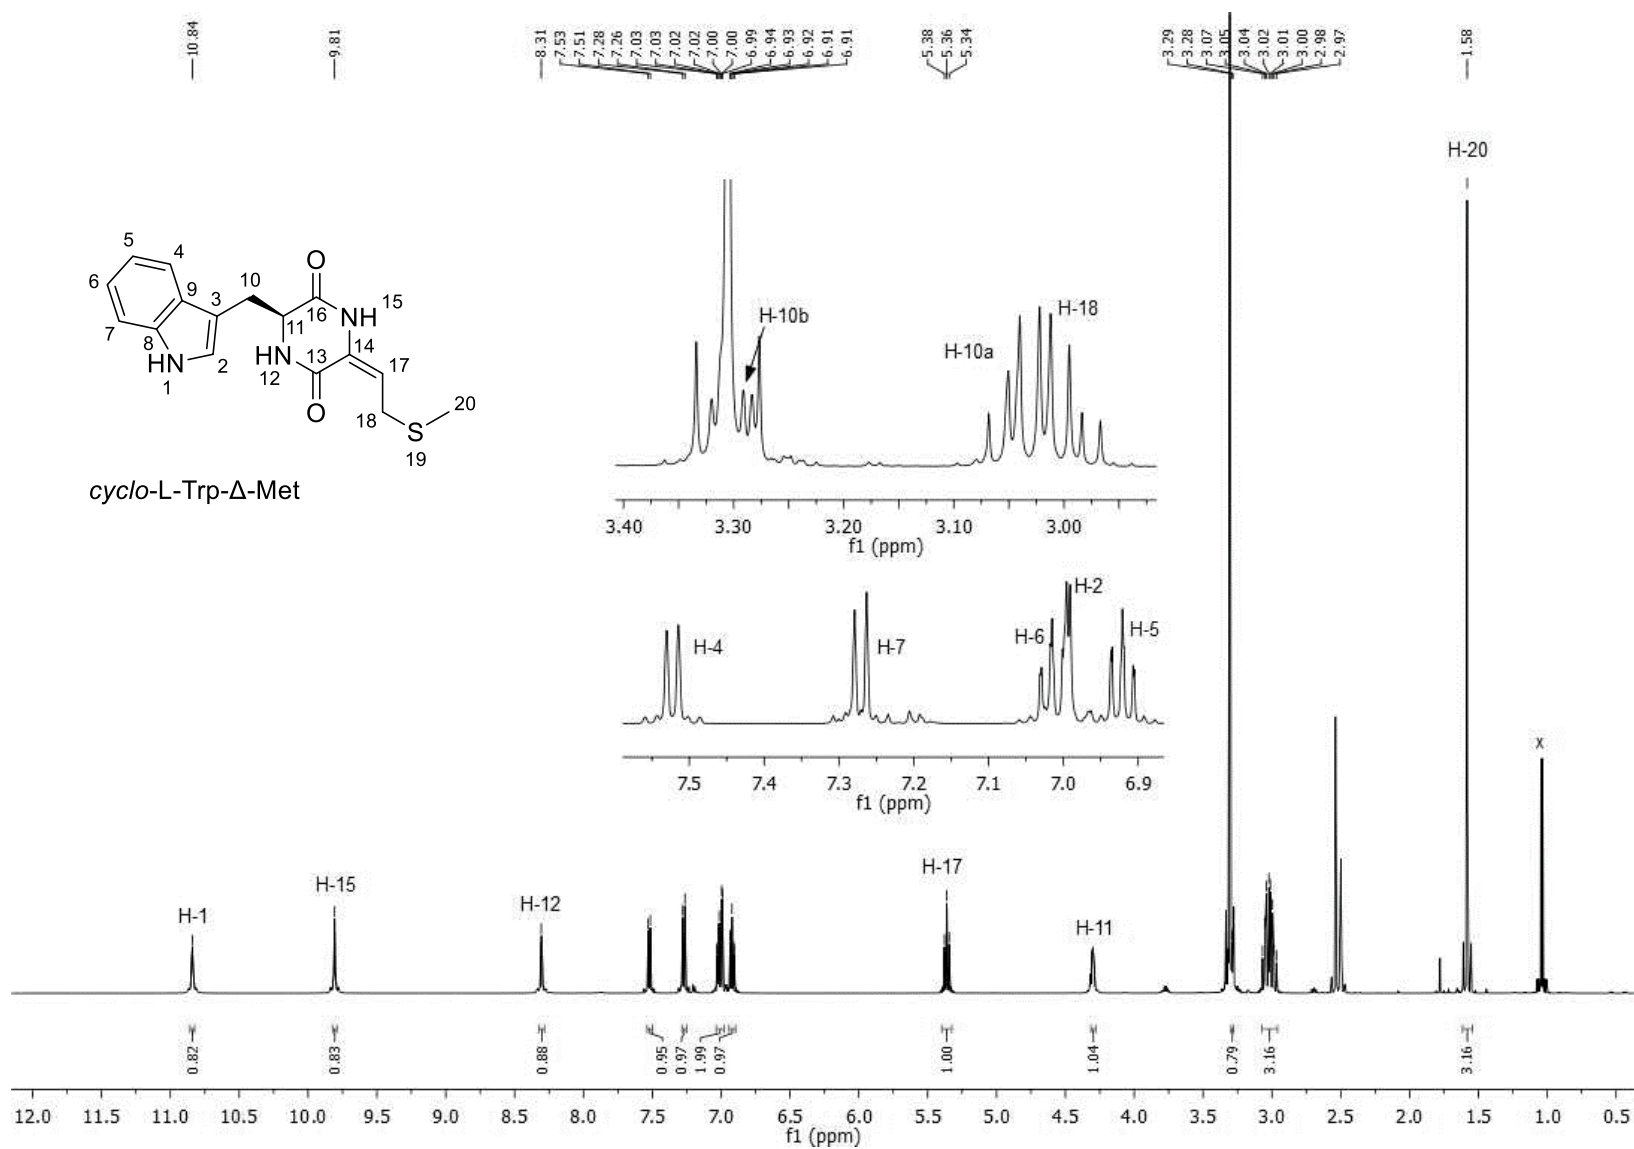 10.84
9.81
8.31
7.53
7.51
7.28
7.26
7.03
7.03
7.02
7.02
7.00
7.00
6.99
6.94
6.93
6.92
6.91
6.91
5.38
5.36
5.34
3.29
3.28
3.07
3.05
3.04
3.02
3.01
3.00
2.98
2.97
1.58
H-20
5
4
6
7
9
8
3
10
O
16
NH
15
11
HN
1
2
HN
12
13
14
17
O
18
S
19
20
cyclo-L-Trp-Δ-Met
H-10b
H-10a
H-18
3.40 3.30 3.20 3.10 3.00
f1 (ppm)
H-4
H-7
H-6
H-2
H-5
7.5 7.4 7.3 7.2 7.1 7.0 6.9
f1 (ppm)
x
H-1
H-15
H-12
H-17
H-11
0.82
0.83
0.88
0.95
0.97
1.99
0.97
1.00
1.04
0.79
3.16
3.16
12.0 11.5 11.0 10.5 10.0 9.5 9.0 8.5 8.0 7.5 7.0 6.5 6.0 5.5 5.0 4.5 4.0 3.5 3.0 2.5 2.0 1.5 1.0 0.5
f1 (ppm)